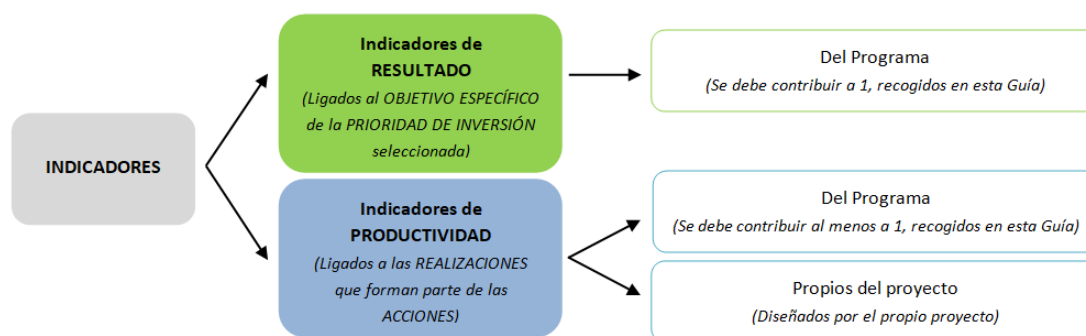 INDICADORES
Indicadores de
RESULTADO
(Ligados al OBJETIVO ESPECÍFICO
de la PRIORIDAD DE INVERSIÓN
seleccionada)
Del Programa
(Se debe contribuir a 1, recogidos en esta Guía)
Indicadores de
PRODUCTIVIDAD
(Ligados a las REALIZACIONES
que forman parte de las
ACCIONES)
Del Programa
(Se debe contribuir al menos a 1, recogidos en esta Guía)
Propios del proyecto
(Diseñados por el propio proyecto)